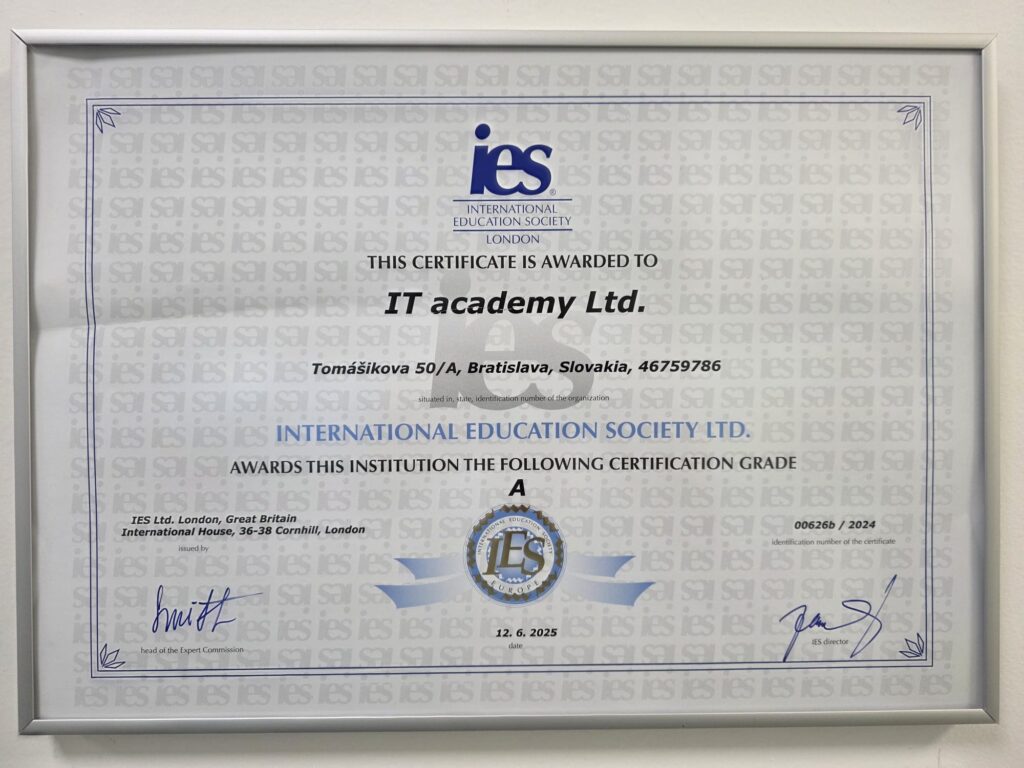 ies®
INTERNATIONAL
EDUCATION SOCIETY
LONDON
THIS CERTIFICATE IS AWARDED TO
IT academy Ltd.
Tomášikova 50/A, Bratislava, Slovakia, 46759786
situated in, state, identification number of the organization
INTERNATIONAL EDUCATION SOCIETY LTD.
AWARDS THIS INSTITUTION THE FOLLOWING CERTIFICATION GRADE
A
IES Ltd. London, Great Britain
International House, 36-38 Cornhill, London
issued by
INTERNATIONAL EDUCATION SOCIETY
IES
EUROPE
00626b / 2024
identification number of the certificate
Smith
head of the Expert Commission
12. 6. 2025
date
IES director